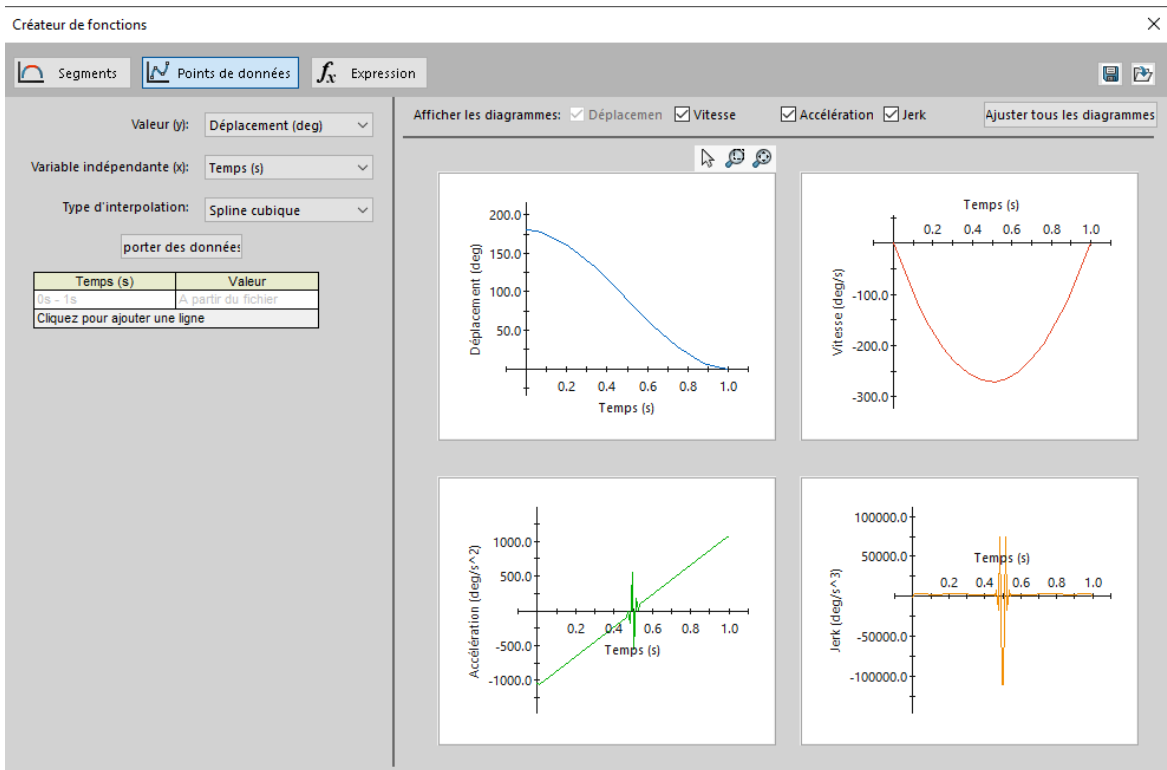 Créateur de fonctions
Segments
Points de données
fx Expression
Valeur (y): Déplacement (deg)
Variable indépendante (x): Temps (s)
Type d'interpolation: Spline cubique
porter des données
Temps (s) Valeur
0s - 1s A partir du fichier
Cliquez pour ajouter une ligne
Afficher les diagrammes: Déplacemen Vitesse Accélération Jerk Ajuster tous les diagrammes
200.0
150.0
100.0
50.0
0.2 0.4 0.6 0.8 1.0
Déplacement (deg)
Temps (s)
Temps (s)
0.2 0.4 0.6 0.8 1.0
-100.0
-200.0
-300.0
Vitesse (deg/s)
1000.0
500.0
-500.0
-1000.0
0.2 0.4 0.6 0.8 1.0
Accélération (deg/s^2)
Temps (s)
100000.0
50000.0
-50000.0
-100000.0
Temps (s)
0.2 0.4 0.6 0.8 1.0
Jerk (deg/s^3)